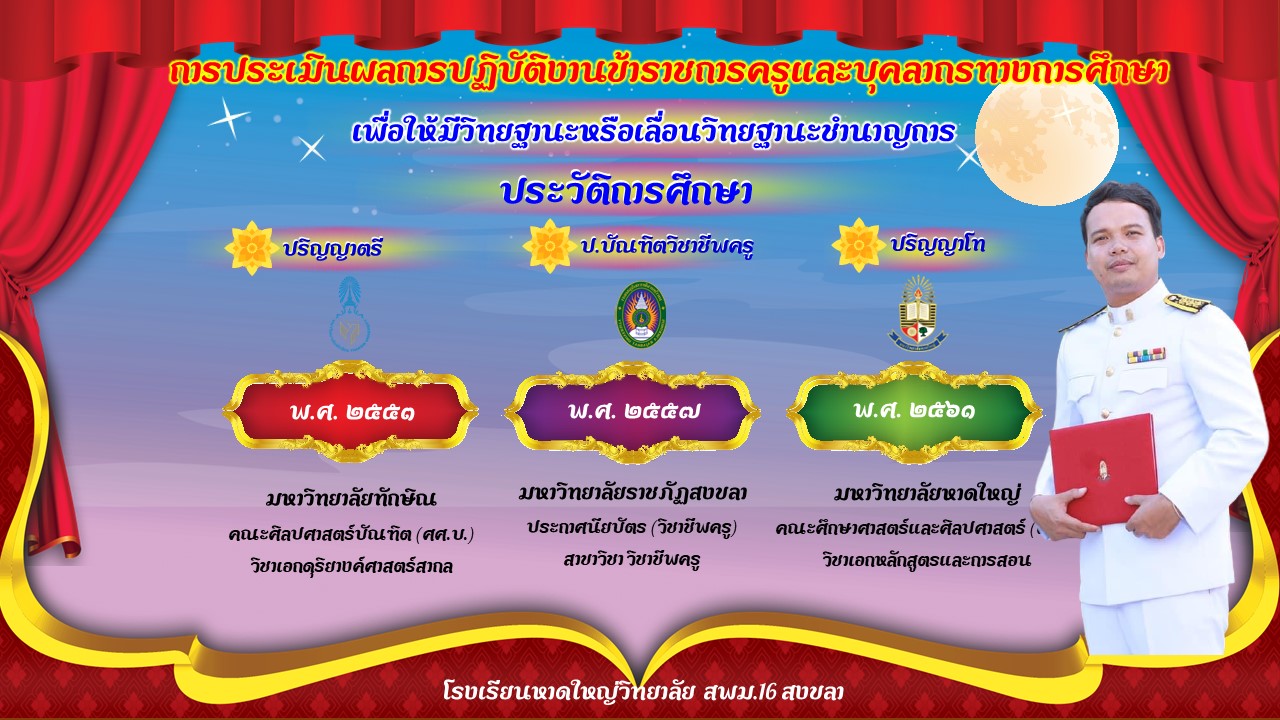 การประเมินผลการปฏิบัติงานข้าราชการครูและบุคลากรทางการศึกษา
เพื่อให้มีวิทยฐานะหรือเลื่อนวิทยฐานะชำนาญการ
ประวัติการศึกษา
ปริญญาตรี
ป.บัณฑิตวิชาชีพครู
ปริญญาโท
พ.ศ. ๒๕๕๑
พ.ศ. ๒๕๕๗
พ.ศ. ๒๕๖๑
มหาวิทยาลัยทักษิณ
คณะศิลปศาสตร์บัณฑิต (ศศ.บ.)
วิชาเอกดุริยางค์ศาสตร์สากล
มหาวิทยาลัยราชภัฏสงขลา
ประกาศนียบัตร (วิชาชีพครู)
สาขาวิชา วิชาชีพครู
มหาวิทยาลัยหาดใหญ่
คณะศึกษาศาสตร์และศิลปศาสตร์ (
วิชาเอกหลักสูตรและการสอน
โรงเรียนหาดใหญ่วิทยาลัย สพม.16 สงขลา